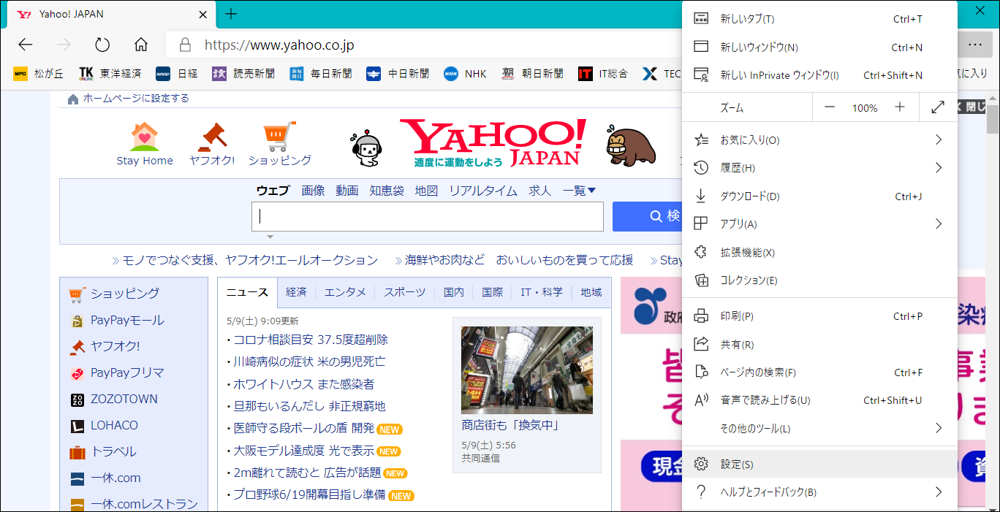 Yahoo! JAPAN
https://www.yahoo.co.jp
MPC 松が丘 TK 東洋経済 日経 読売新聞 毎日新聞 中日新聞 NHK NHK 朝日新聞 IT IT総合 TEC
気に入り
ホームページに設定する
Stay Home ヤフオク! ショッピング
YAHOO! JAPAN
適度に運動をしよう
ウェブ 画像 動画 知恵袋 地図 リアルタイム 求人 一覧▼
検
モノでつなぐ支援、ヤフオク!エールオークション 海鮮やお肉など おいしいものを買って応援 Stay
ショッピング
PayPayモール
ヤフオク!
PayPayフリマ
ZOZOTOWN
LOHACO
トラベル
一休.com
一休.comレストラン
ニュース 経済 エンタメ スポーツ 国内 国際 IT・科学 地域
5/9(土) 9:09更新
・コロナ相談目安 37.5度超削除
・川崎病似の症状 米の男児死亡
・ホワイトハウス また感染者
・旦那もいるんだし 非正規窮地
・医師守る段ボールの盾 開発 NEW
・大阪モデル達成度 光で表示 NEW
・2m離れて読むと 広告が話題 NEW
・プロ野球6/19開幕目指し準備 NEW
商店街も「換気中」
5/9(土) 5:56
共同通信
政府
皆
そ
現金
閉じ
染
事業
りま
資
新しいタブ(T) Ctrl+T
新しいウィンドウ(N) Ctrl+N
新しい InPrivate ウィンドウ(I) Ctrl+Shift+N
ズーム － 100% ＋
お気に入り(O)
履歴(H)
ダウンロード(D) Ctrl+J
アプリ(A)
拡張機能(X)
コレクション(E)
印刷(P) Ctrl+P
共有(R)
ページ内の検索(F) Ctrl+F
音声で読み上げる(U) Ctrl+Shift+U
その他のツール(L)
設定(S)
ヘルプとフィードバック(B)